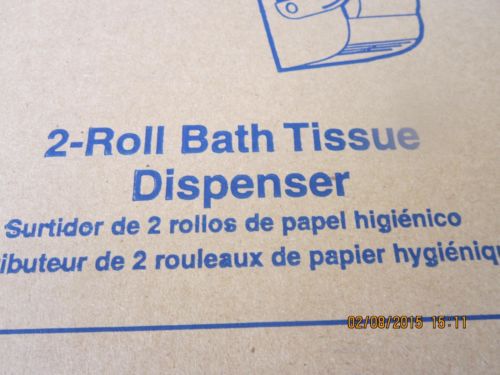 2-Roll Bath Tissue
Dispenser
Surtidor de 2 rollos de papel higiénico
ibuteur de 2 rouleaux de papier hygiéniqu
02/08/2015 15:11